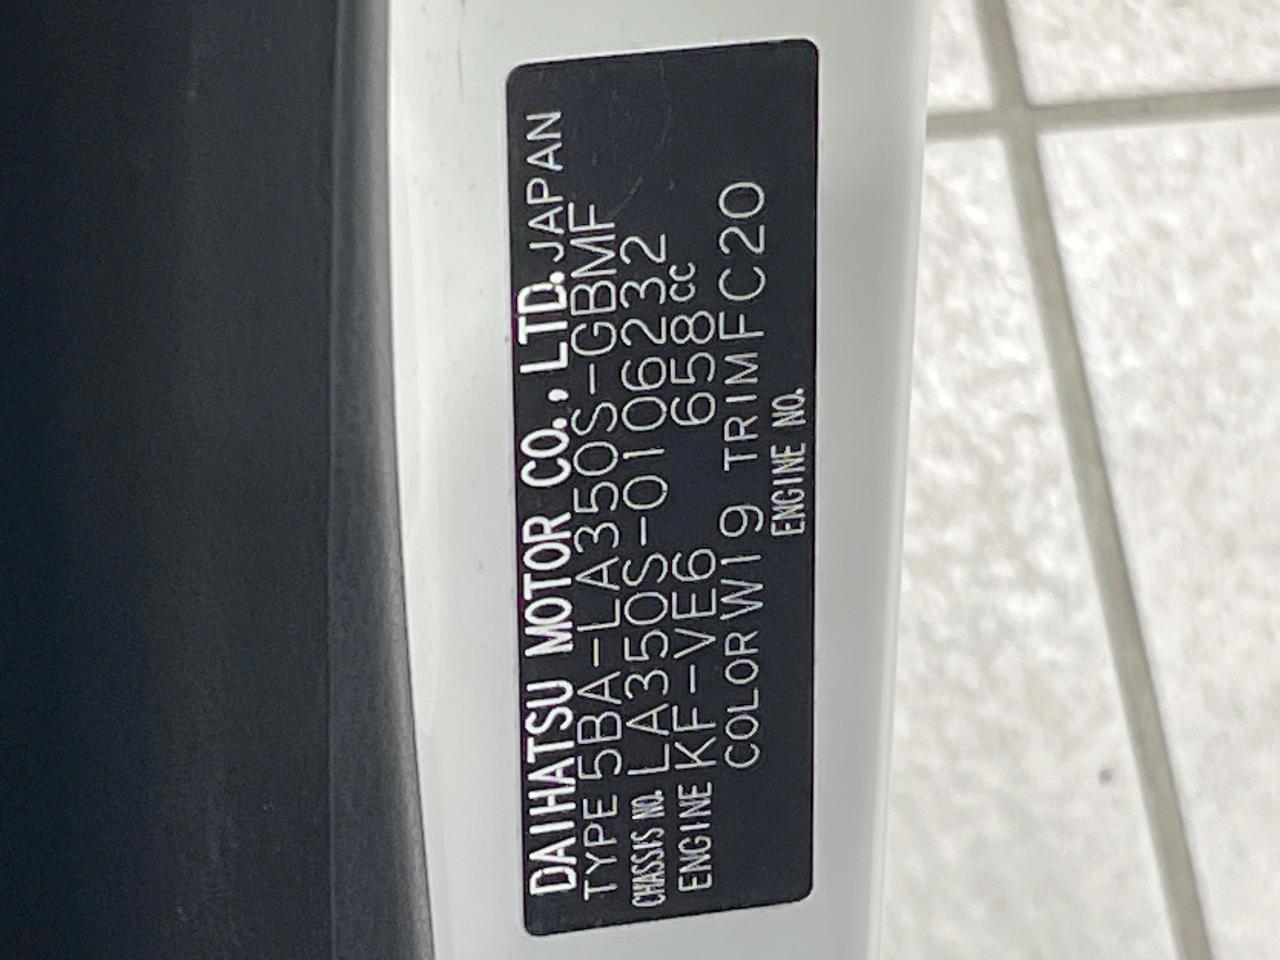 DAIHATSU MOTOR CO., LTD. JAPAN
TYPE 5BA-LA350S-GBMF
CHASSIS NO. LA350S-0106232
ENGINE KF-VE6 658cc
COLOR W19 TRIM FC20
ENGINE NO.